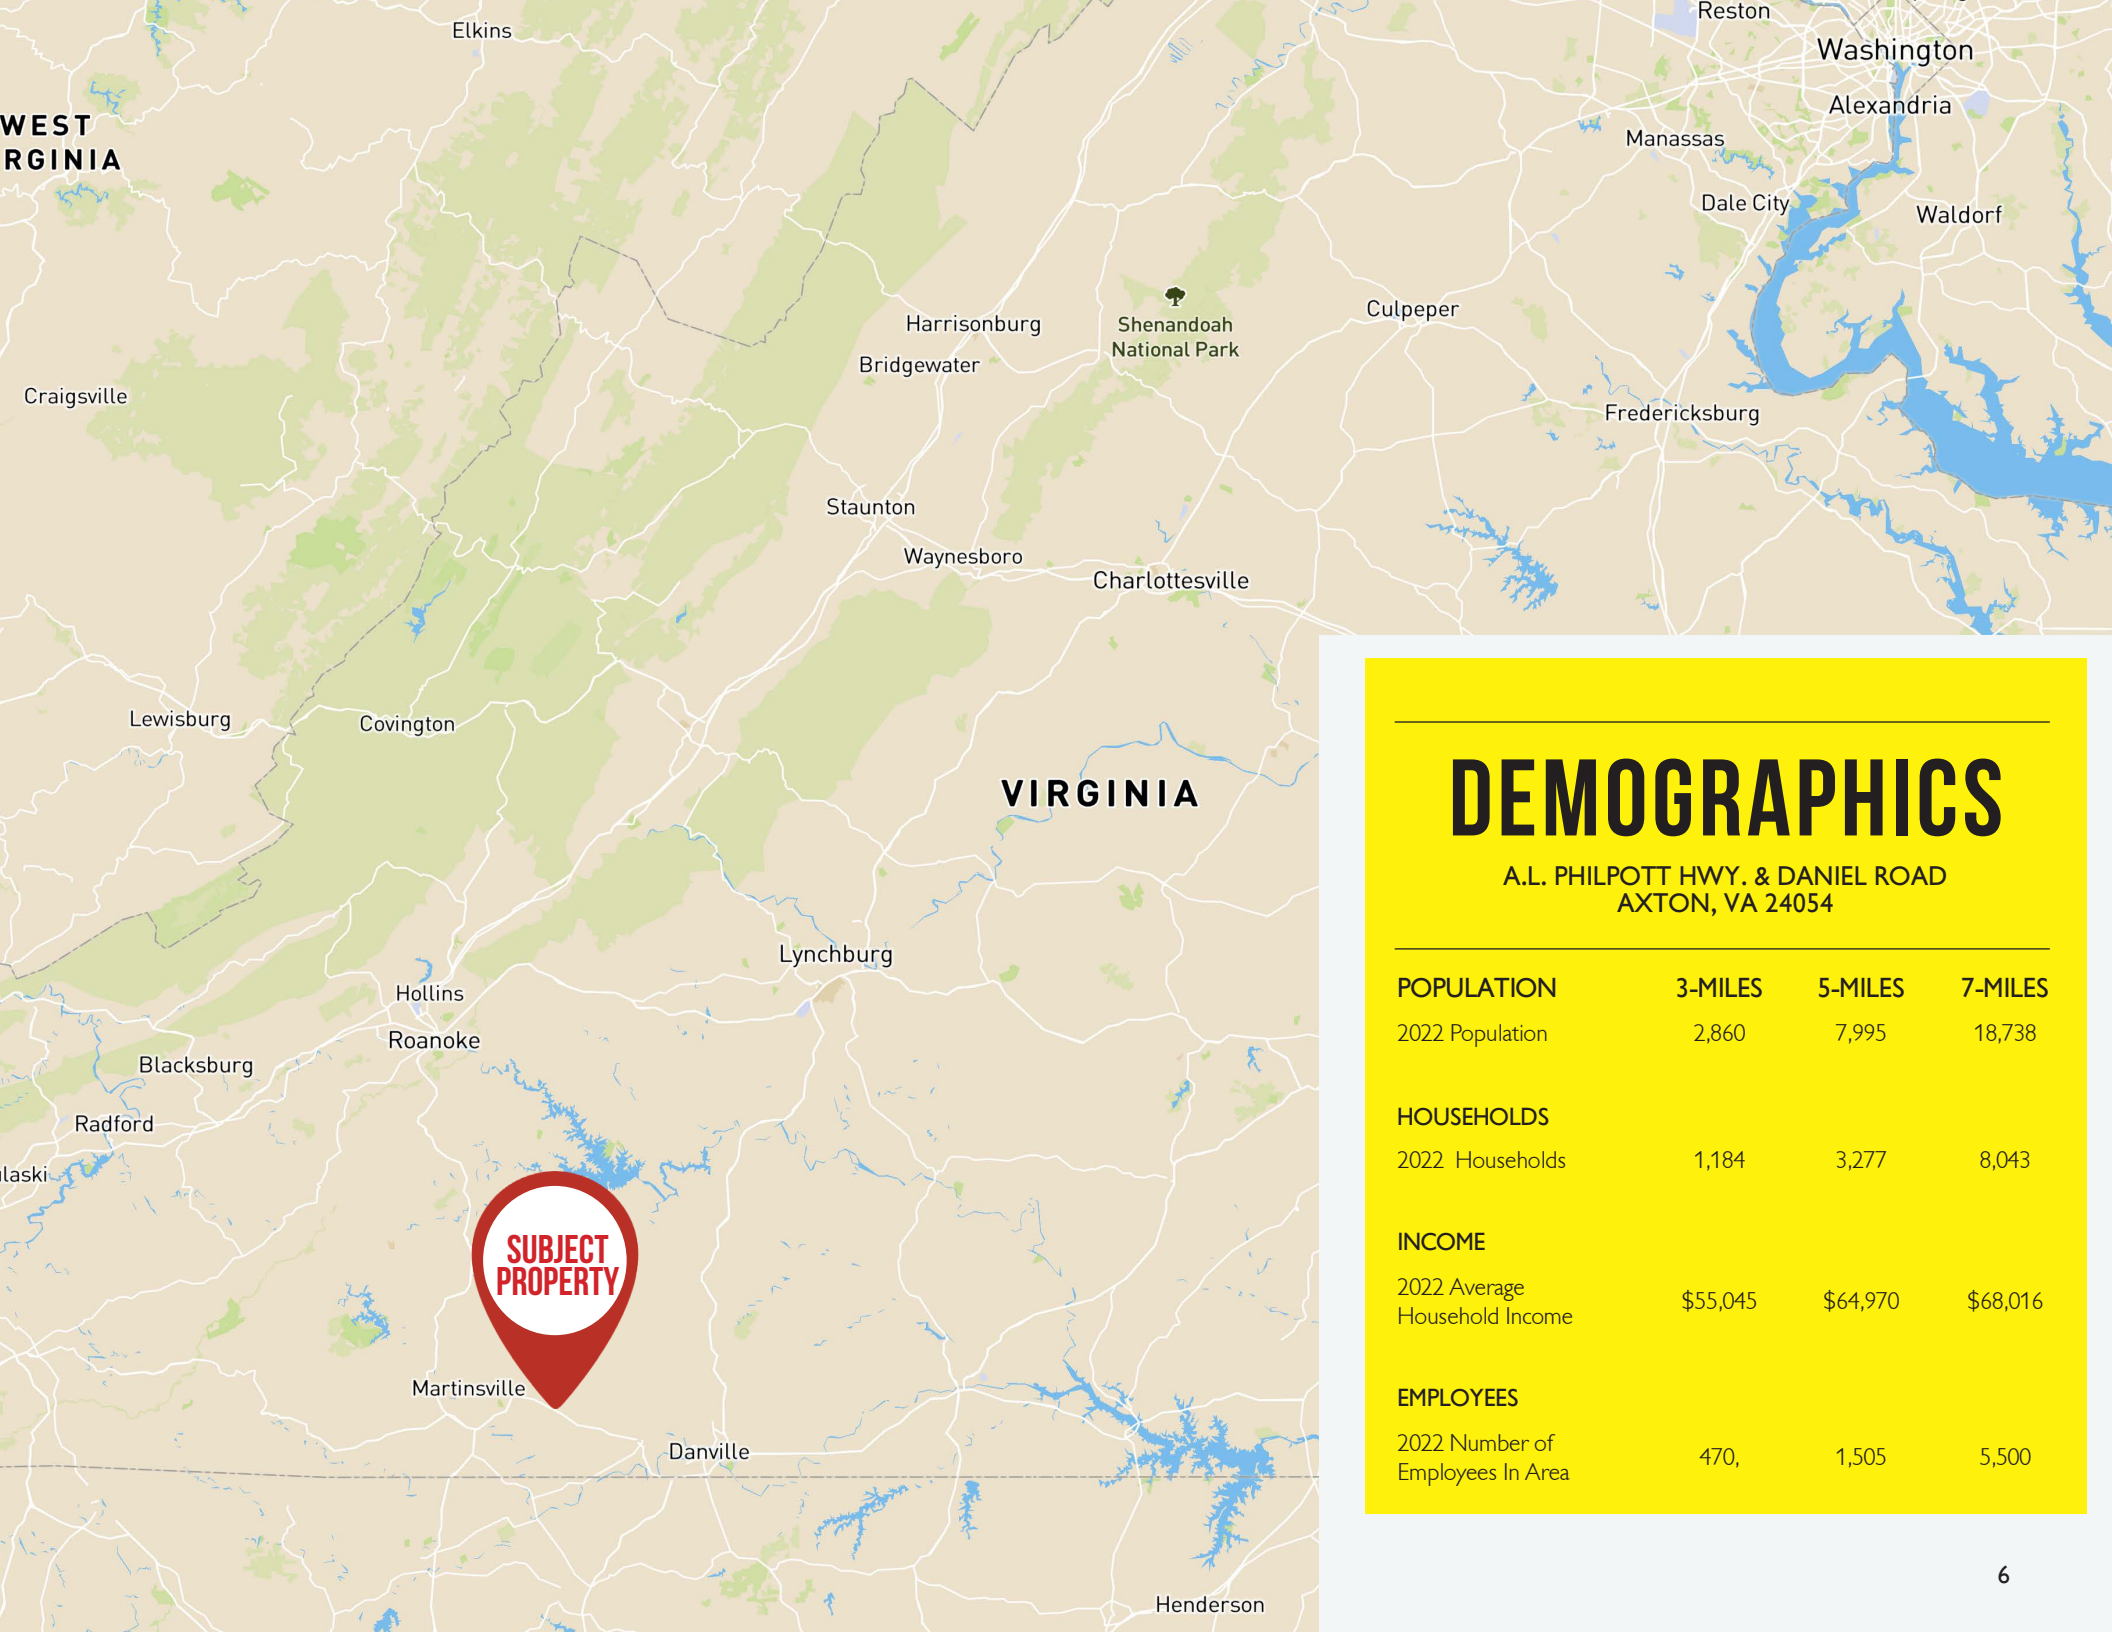 Elkins
Reston
Washington
Alexandria
WEST
RGINIA
Manassas
Dale City
Waldorf
Harrisonburg
Shenandoah
National Park
Culpeper
Bridgewater
Craigsville
Fredericksburg
Staunton
Waynesboro
Charlottesville
Lewisburg
Covington
VIRGINIA
Lynchburg
Hollins
Roanoke
Blacksburg
Radford
laski
SUBJECT
PROPERTY
Martinsville
Danville
Henderson
DEMOGRAPHICS
A.L. PHILPOTT HWY. & DANIEL ROAD
AXTON, VA 24054
POPULATION 3-MILES 5-MILES 7-MILES
2022 Population 2,860 7,995 18,738
HOUSEHOLDS
2022 Households 1,184 3,277 8,043
INCOME
2022 Average
Household Income $55,045 $64,970 $68,016
EMPLOYEES
2022 Number of
Employees In Area 470, 1,505 5,500
6